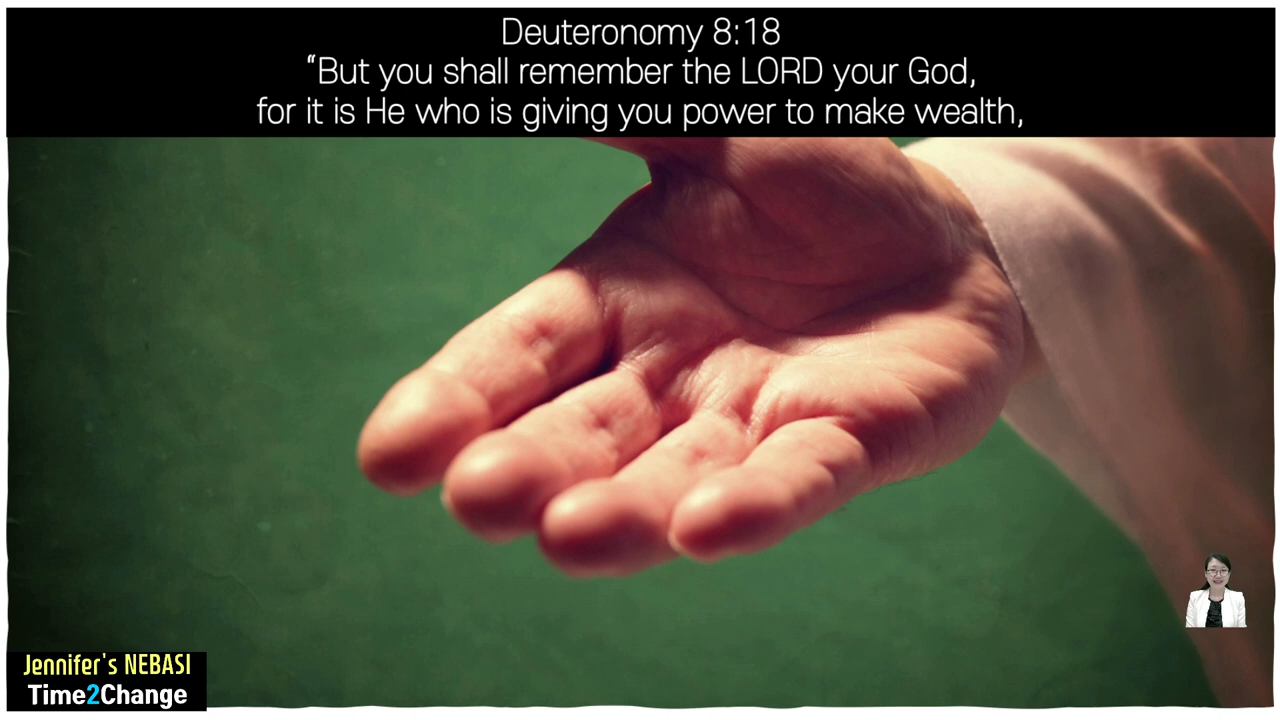 Deuteronomy 8:18
“But you shall remember the LORD your God,
for it is He who is giving you power to make wealth,
Jennifer's NEBASI
Time2Change